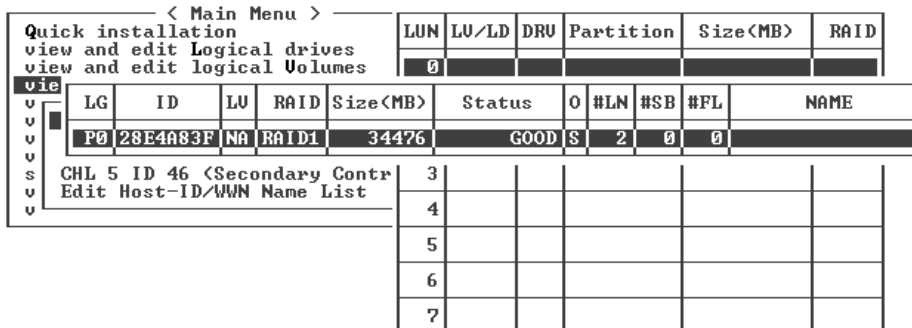 < Main Menu >
Quick installation
view and edit Logical drives
view and edit logical Volumes
vie
v
v
v
v
s
v
v
CHL 5 ID 46 (Secondary Contr
Edit Host-ID/WWN Name List
LUN LV/LD DRV Partition Size(MB) RAID
0
LG ID LV RAID Size(MB) Status O #LN #SB #FL NAME
P0 28E4A83F NA RAID1 34476 GOOD S 2 0 0
3
4
5
6
7